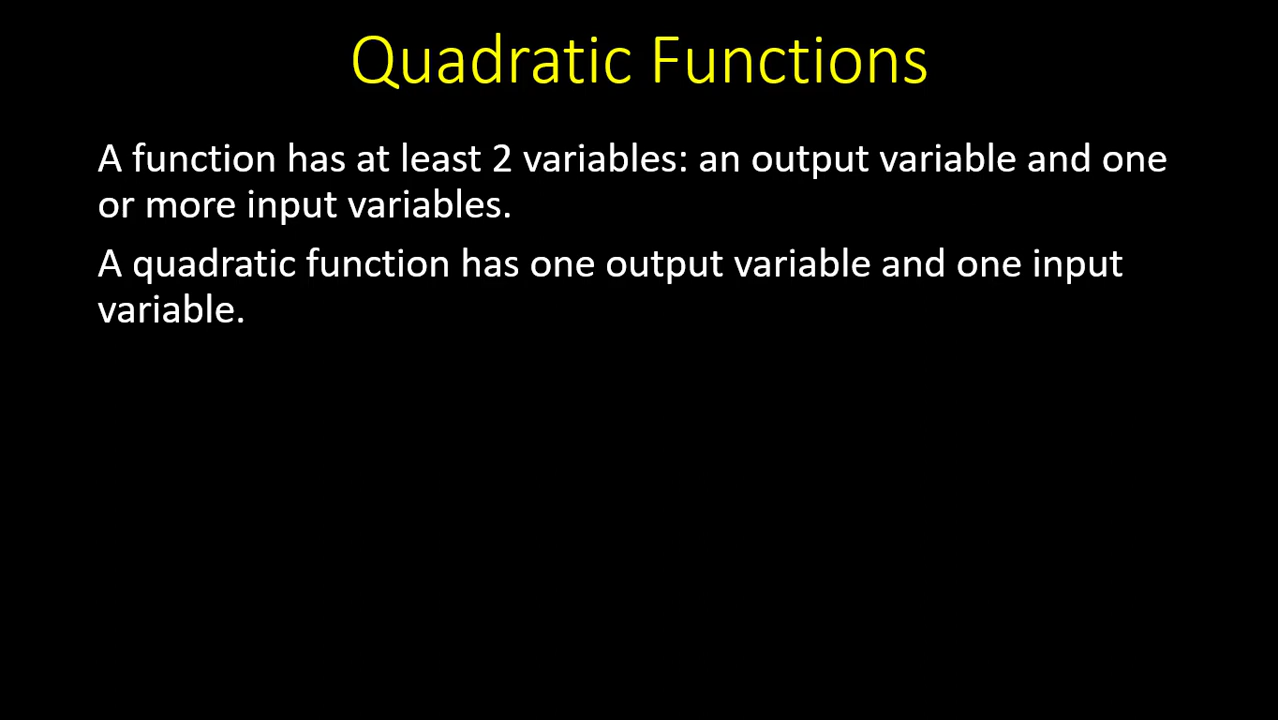 Quadratic Functions
A function has at least 2 variables: an output variable and one
or more input variables.
A quadratic function has one output variable and one input
variable.